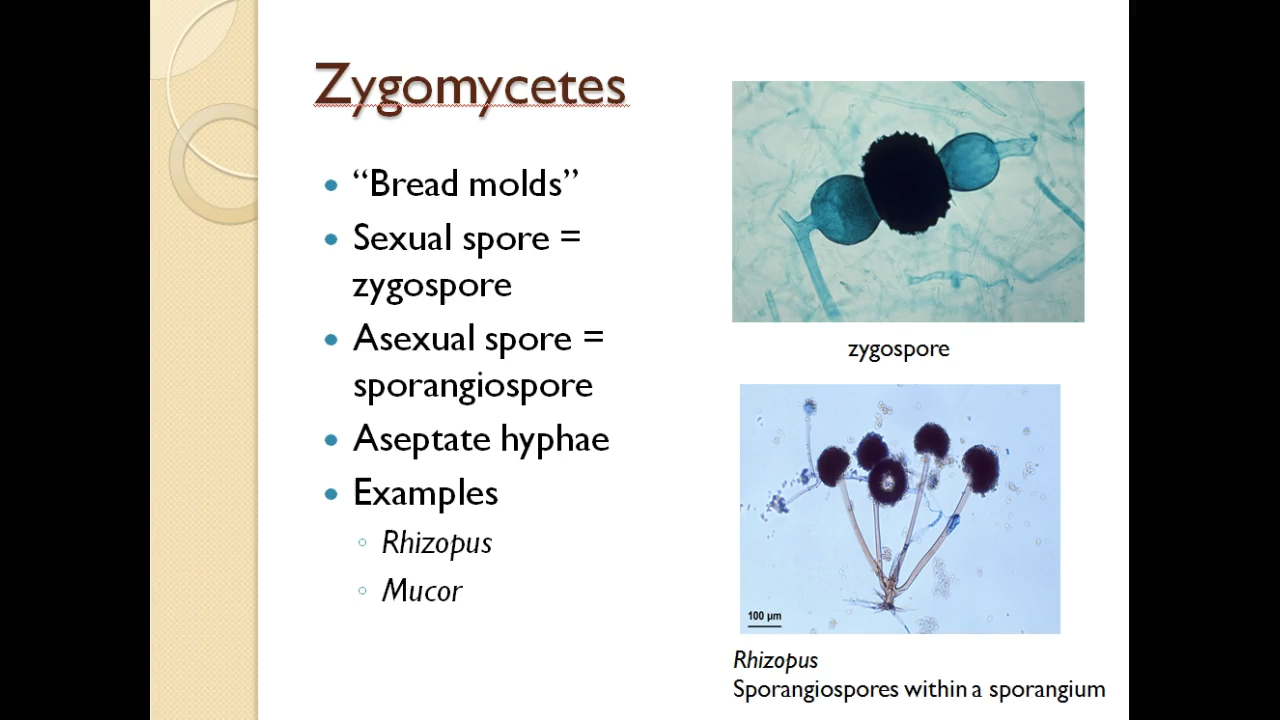 Zygomycetes
“Bread molds”
Sexual spore =
zygospore
Asexual spore =
sporangiospore
Aseptate hyphae
Examples
Rhizopus
Mucor
zygospore
100 µm
Rhizopus
Sporangiospores within a sporangium